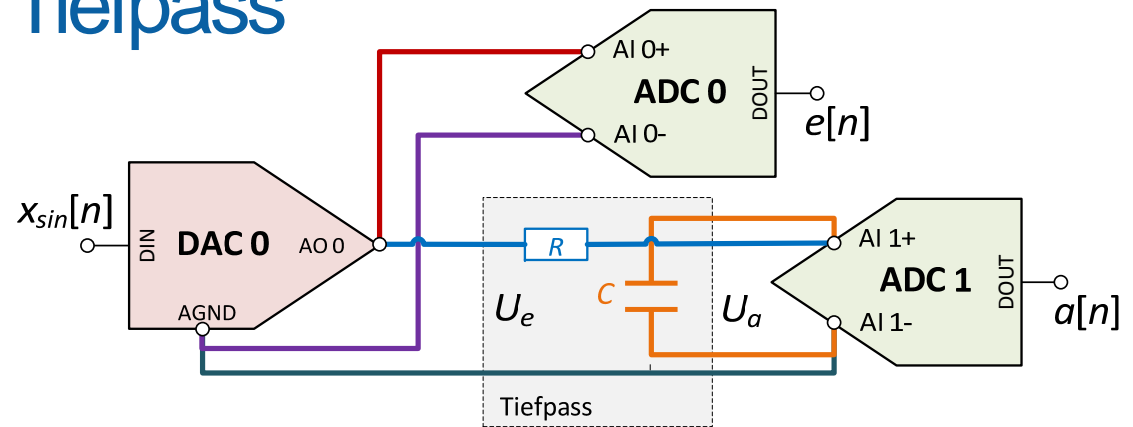 Tiefpass
AI 0+
ADC 0
DOUT
AI 0-
e[n]
x_sin[n]
DIN
DAC 0
AO 0
AGND
R
C
U_e
U_a
AI 1+
ADC 1
DOUT
AI 1-
a[n]
Tiefpass